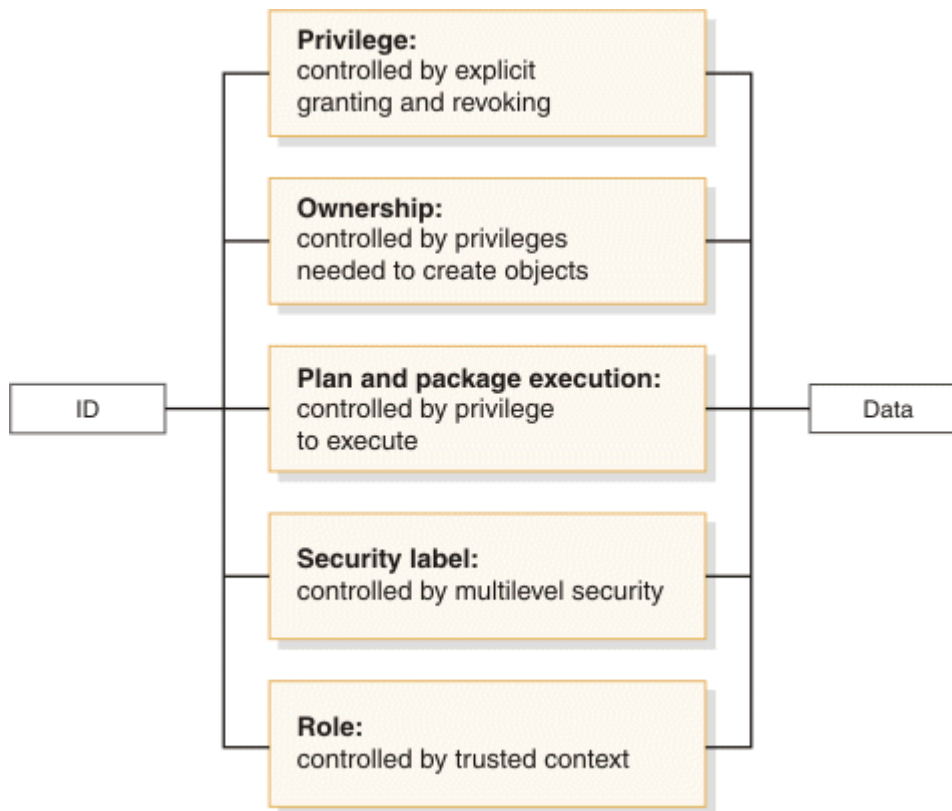 Privilege:
controlled by explicit
granting and revoking
Ownership:
controlled by privileges
needed to create objects
Plan and package execution:
controlled by privilege
to execute
ID
Data
Security label:
controlled by multilevel security
Role:
controlled by trusted context